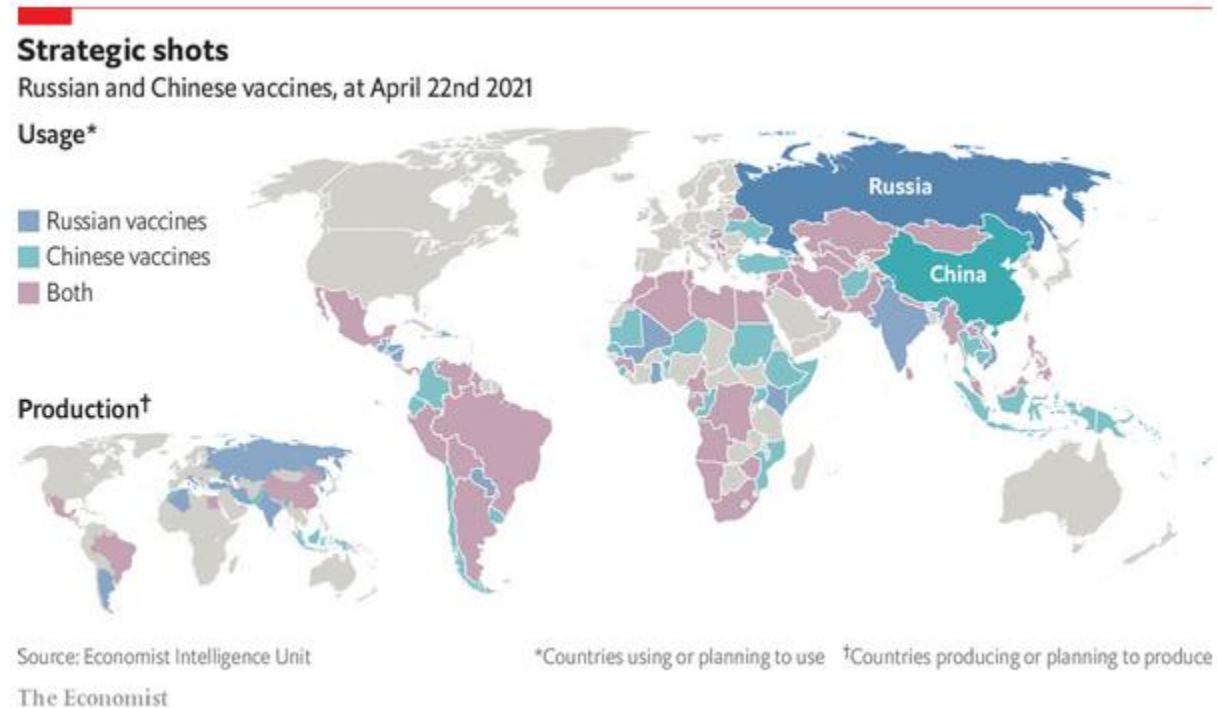 Strategic shots
Russian and Chinese vaccines, at April 22nd 2021
Usage*
Russian vaccines
Chinese vaccines
Both
Russia
China
Production†
Source: Economist Intelligence Unit
*Countries using or planning to use
†Countries producing or planning to produce
The Economist